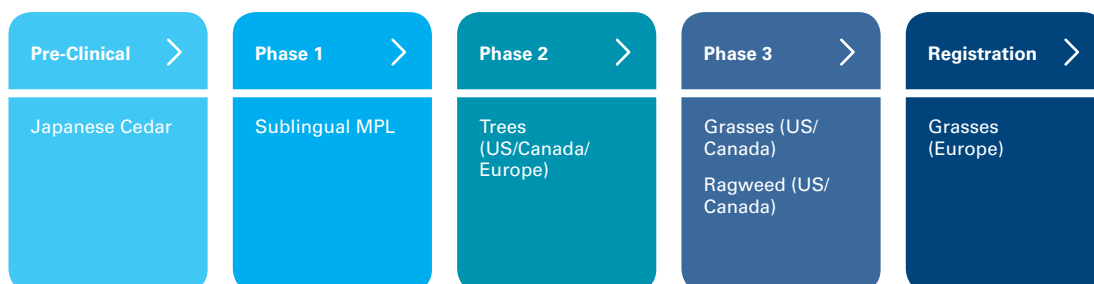 Pre-Clinical
Japanese Cedar
Phase 1
Sublingual MPL
Phase 2
Trees
(US/Canada/
Europe)
Phase 3
Grasses (US/
Canada)
Ragweed (US/
Canada)
Registration
Grasses
(Europe)